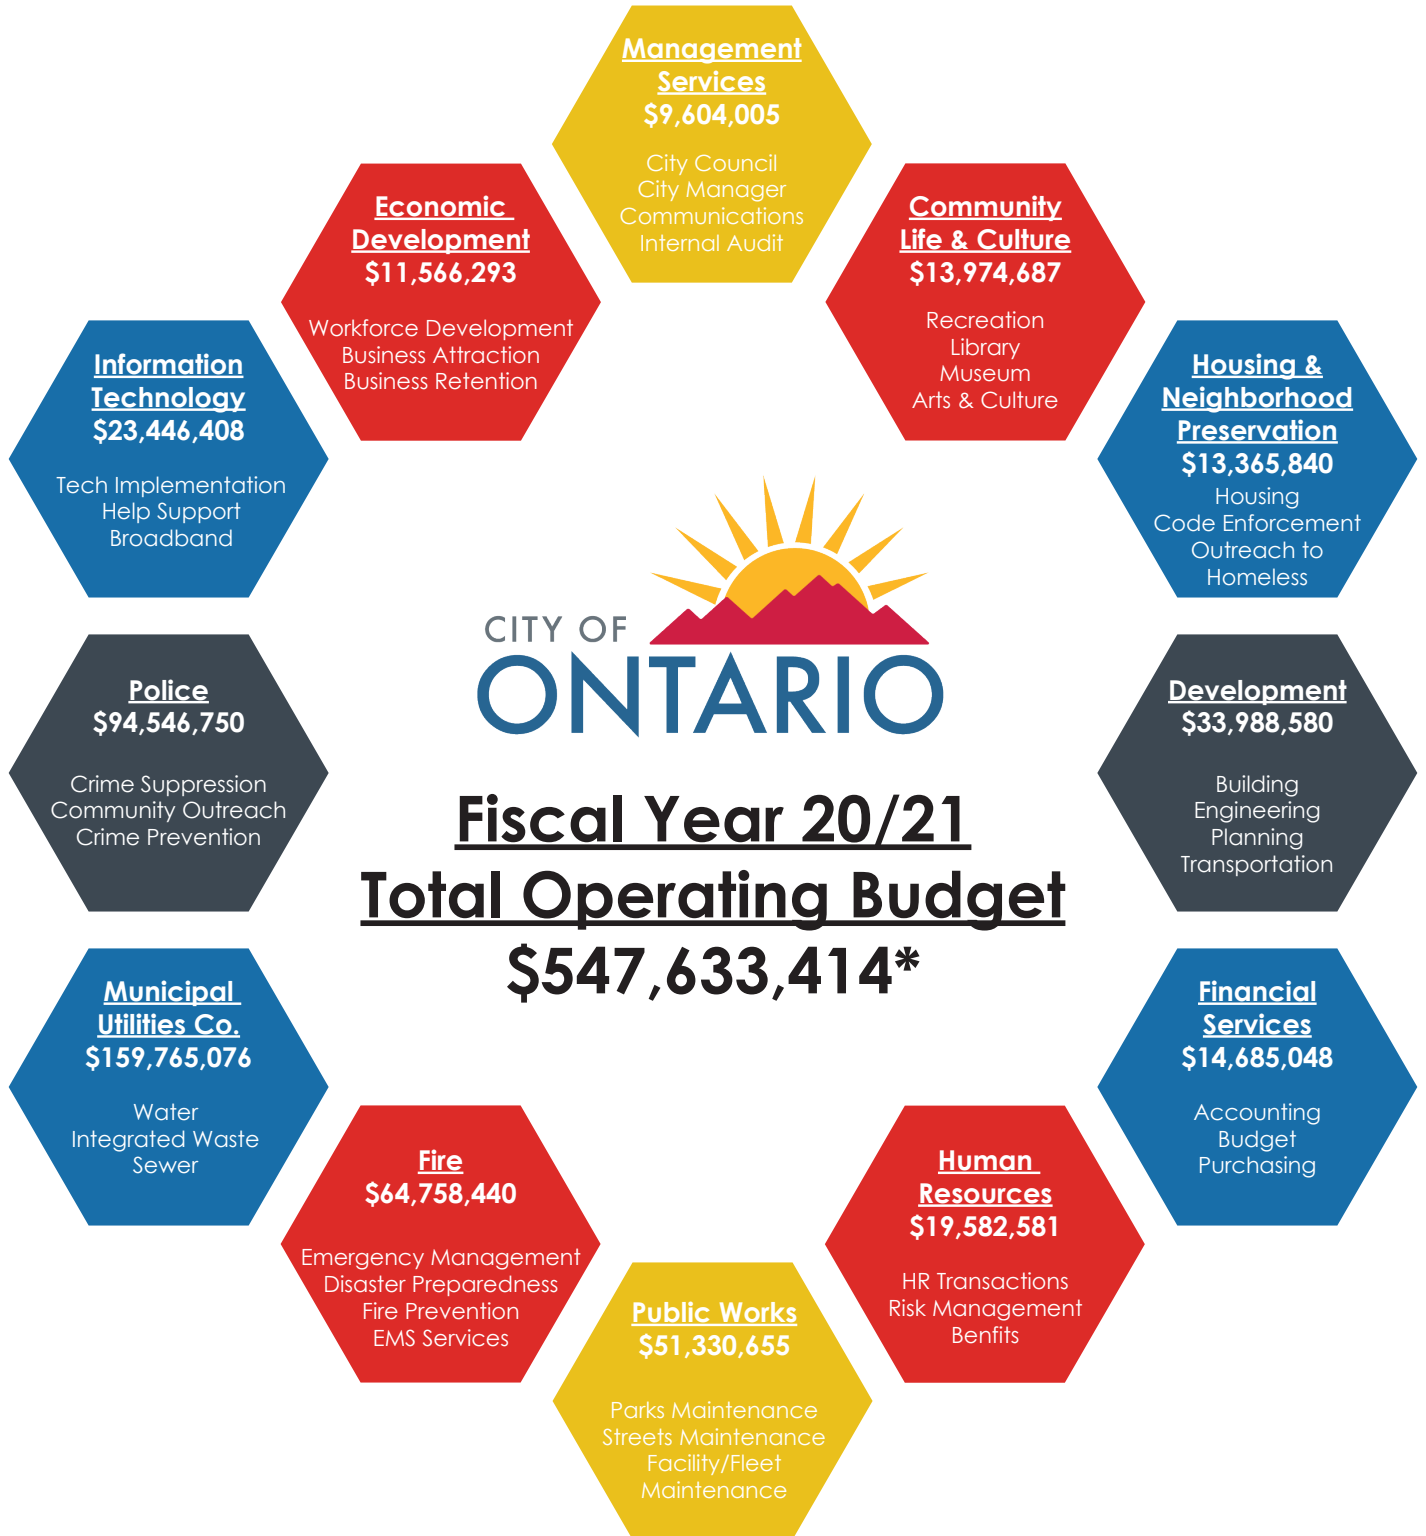 Management
Services
$9,604,005
City Council
City Manager
Communications
Internal Audit
Economic
Development
$11,566,293
Workforce Development
Business Attraction
Business Retention
Community
Life & Culture
$13,974,687
Recreation
Library
Museum
Arts & Culture
Information
Technology
$23,446,408
Tech Implementation
Help Support
Broadband
Housing &
Neighborhood
Preservation
$13,365,840
Housing
Code Enforcement
Outreach to
Homeless
CITY OF
ONTARIO
Police
$94,546,750
Crime Suppression
Community Outreach
Crime Prevention
Development
$33,988,580
Building
Engineering
Planning
Transportation
Fiscal Year 20/21
Total Operating Budget
$547,633,414*
Municipal
Utilities Co.
$159,765,076
Water
Integrated Waste
Sewer
Financial
Services
$14,685,048
Accounting
Budget
Purchasing
Fire
$64,758,440
Emergency Management
Disaster Preparedness
Fire Prevention
EMS Services
Human
Resources
$19,582,581
HR Transactions
Risk Management
Benfits
Public Works
$51,330,655
Parks Maintenance
Streets Maintenance
Facility/Fleet
Maintenance